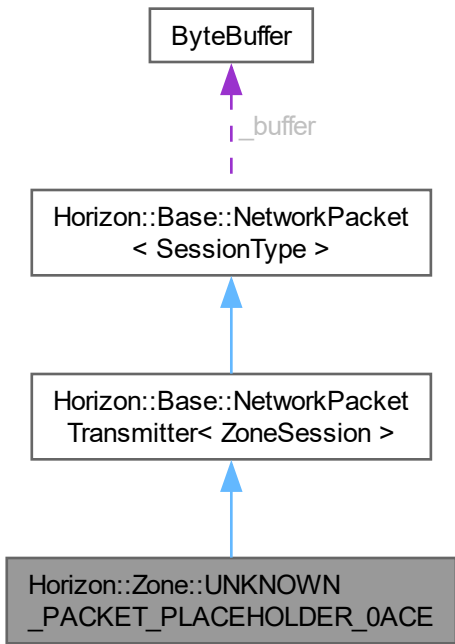 ByteBuffer
_buffer
Horizon::Base::NetworkPacket
< SessionType >
Horizon::Base::NetworkPacket
Transmitter< ZoneSession >
Horizon::Zone::UNKNOWN
_PACKET_PLACEHOLDER_0ACE